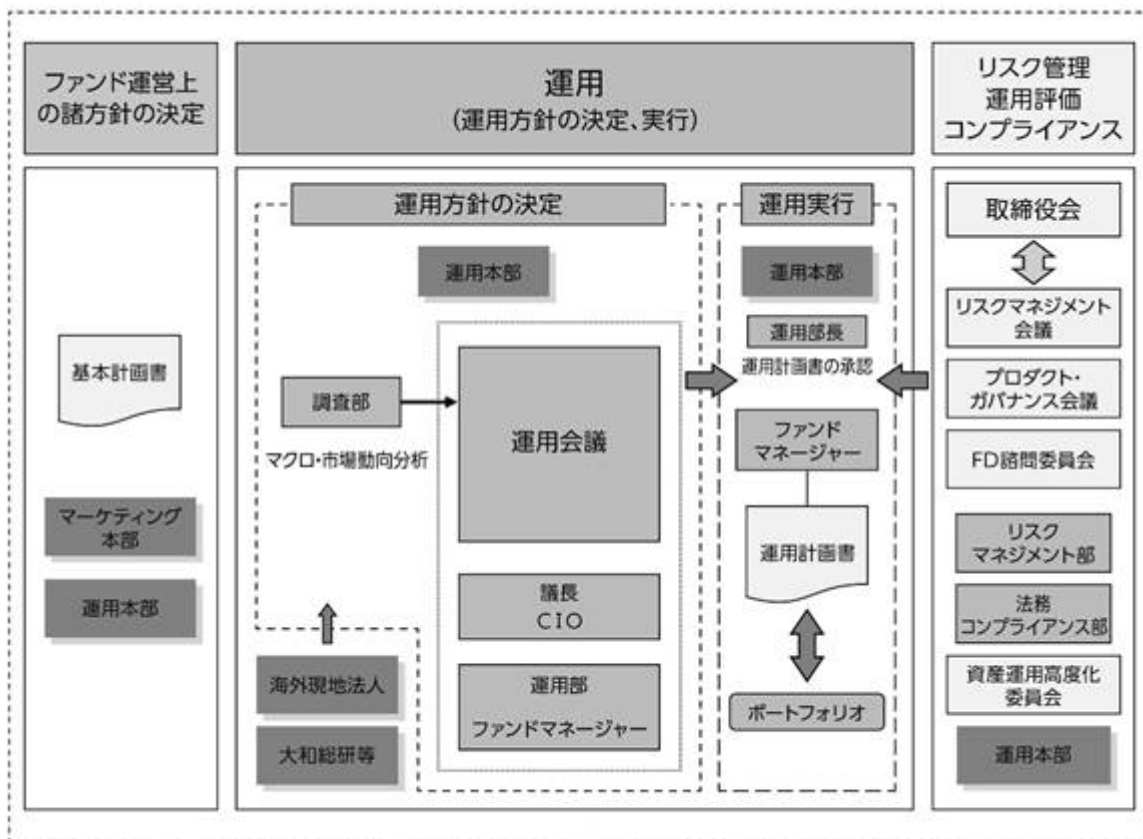 ファンド運営上
の諸方針の決定
運用
(運用方針の決定、実行)
リスク管理
運用評価
コンプライアンス
基本計画書
マーケティング
本部
運用本部
運用方針の決定
運用本部
調査部
マクロ・市場動向分析
運用会議
議長
CIO
運用部
ファンドマネージャー
海外現地法人
大和総研等
運用実行
運用本部
運用部長
運用計画書の承認
ファンド
マネージャー
運用計画書
ポートフォリオ
取締役会
リスクマネジメント
会議
プロダクト・
ガバナンス会議
FD諮問委員会
リスク
マネジメント部
法務
コンプライアンス部
資産運用高度化
委員会
運用本部